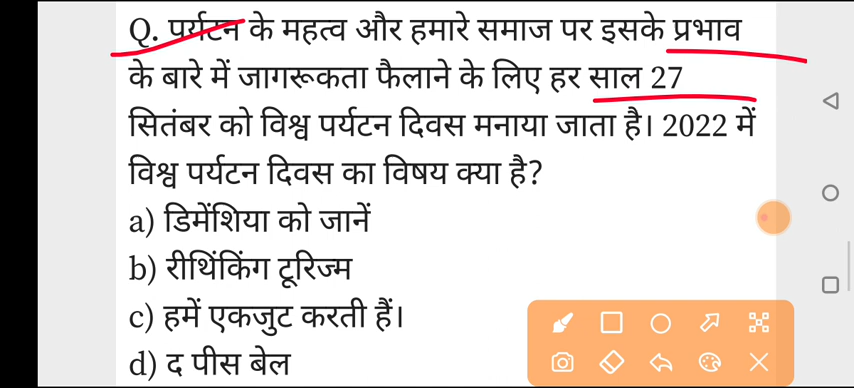 Q. पर्यटन के महत्व और हमारे समाज पर इसके प्रभाव
के बारे में जागरूकता फैलाने के लिए हर साल 27
सितंबर को विश्व पर्यटन दिवस मनाया जाता है। 2022 में
विश्व पर्यटन दिवस का विषय क्या है?
a) डिमेंशिया को जानें
b) रीथिंकिंग टूरिज्म
c) हमें एकजुट करती हैं।
d) द पीस बेल